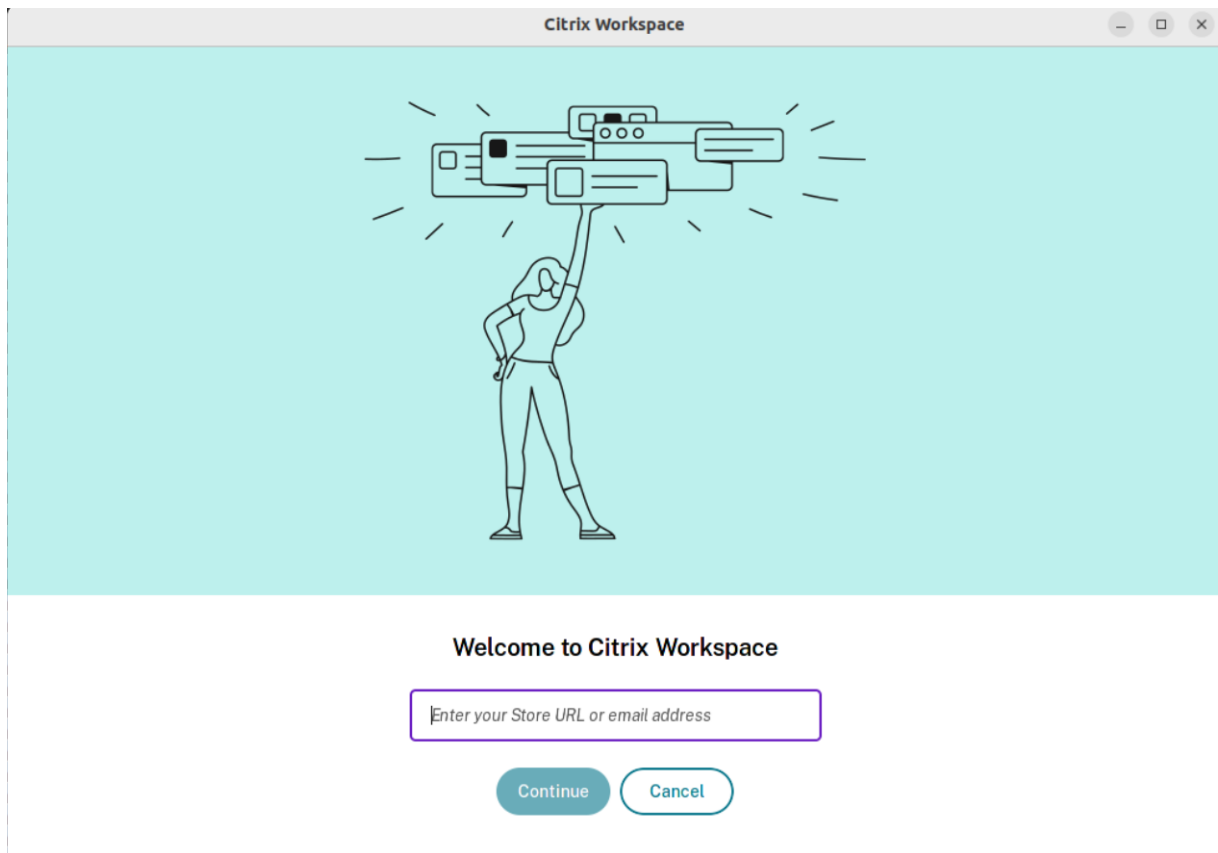 Citrix Workspace
Welcome to Citrix Workspace
Enter your Store URL or email address
Continue
Cancel